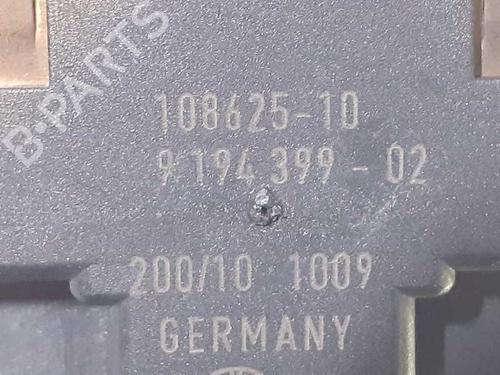 B-PARTS
108625-10
9 194 399 - 02
200/10 1009
GERMANY